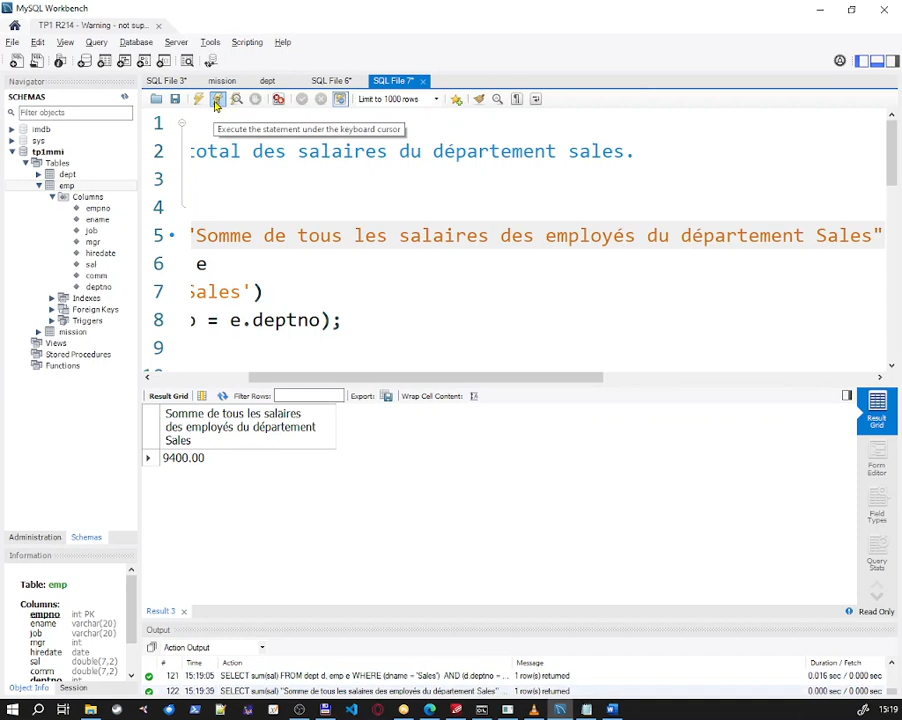 MySQL Workbench
TP1 R214 - Warning - not sup... ×
File Edit View Query Database Server Tools Scripting Help
Navigator
SQL File 3* mission dept SQL File 6* SQL File 7* ×
SCHEMAS
Limit to 1000 rows
Filter objects
Execute the statement under the keyboard cursor
imdb
sys
tp1mmi
Tables
dept
emp
Columns
empno
ename
job
mgr
hiredate
sal
comm
deptno
Indexes
Foreign Keys
Triggers
mission
Views
Stored Procedures
Functions
1
2 total des salaires du département sales.
3
4
5 "Somme de tous les salaires des employés du département Sales"
6 e
7 Sales')
8 = e.deptno);
9
Result Grid Filter Rows: Export: Wrap Cell Content:
Somme de tous les salaires
des employés du département
Sales
9400.00
Result
Grid
Form
Editor
Field
Types
Query
Stats
Administration Schemas
Information
Table: emp
Columns:
empno int PK
ename varchar(20)
job varchar(20)
mgr int
hiredate date
sal double(7,2)
comm double(7,2)
deptno int
Object Info Session
Result 3 × Read Only
Output
Action Output
# Time Action Message Duration / Fetch
121 15:19:05 SELECT sum(sal) FROM dept d, emp e WHERE (dname = 'Sales') AND (d.deptno = ... 1 row(s) returned 0.016 sec / 0.000 sec
122 15:19:39 SELECT sum(sal) "Somme de tous les salaires des employés du département Sales" ... 1 row(s) returned 0.000 sec / 0.000 sec
15:19